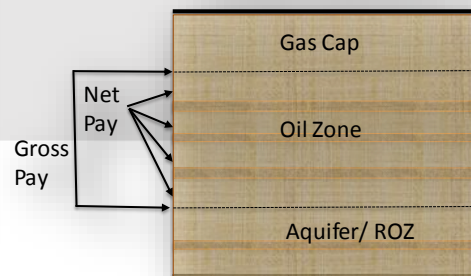 Gas Cap
Net
Pay
Oil Zone
Gross
Pay
Aquifer/ ROZ